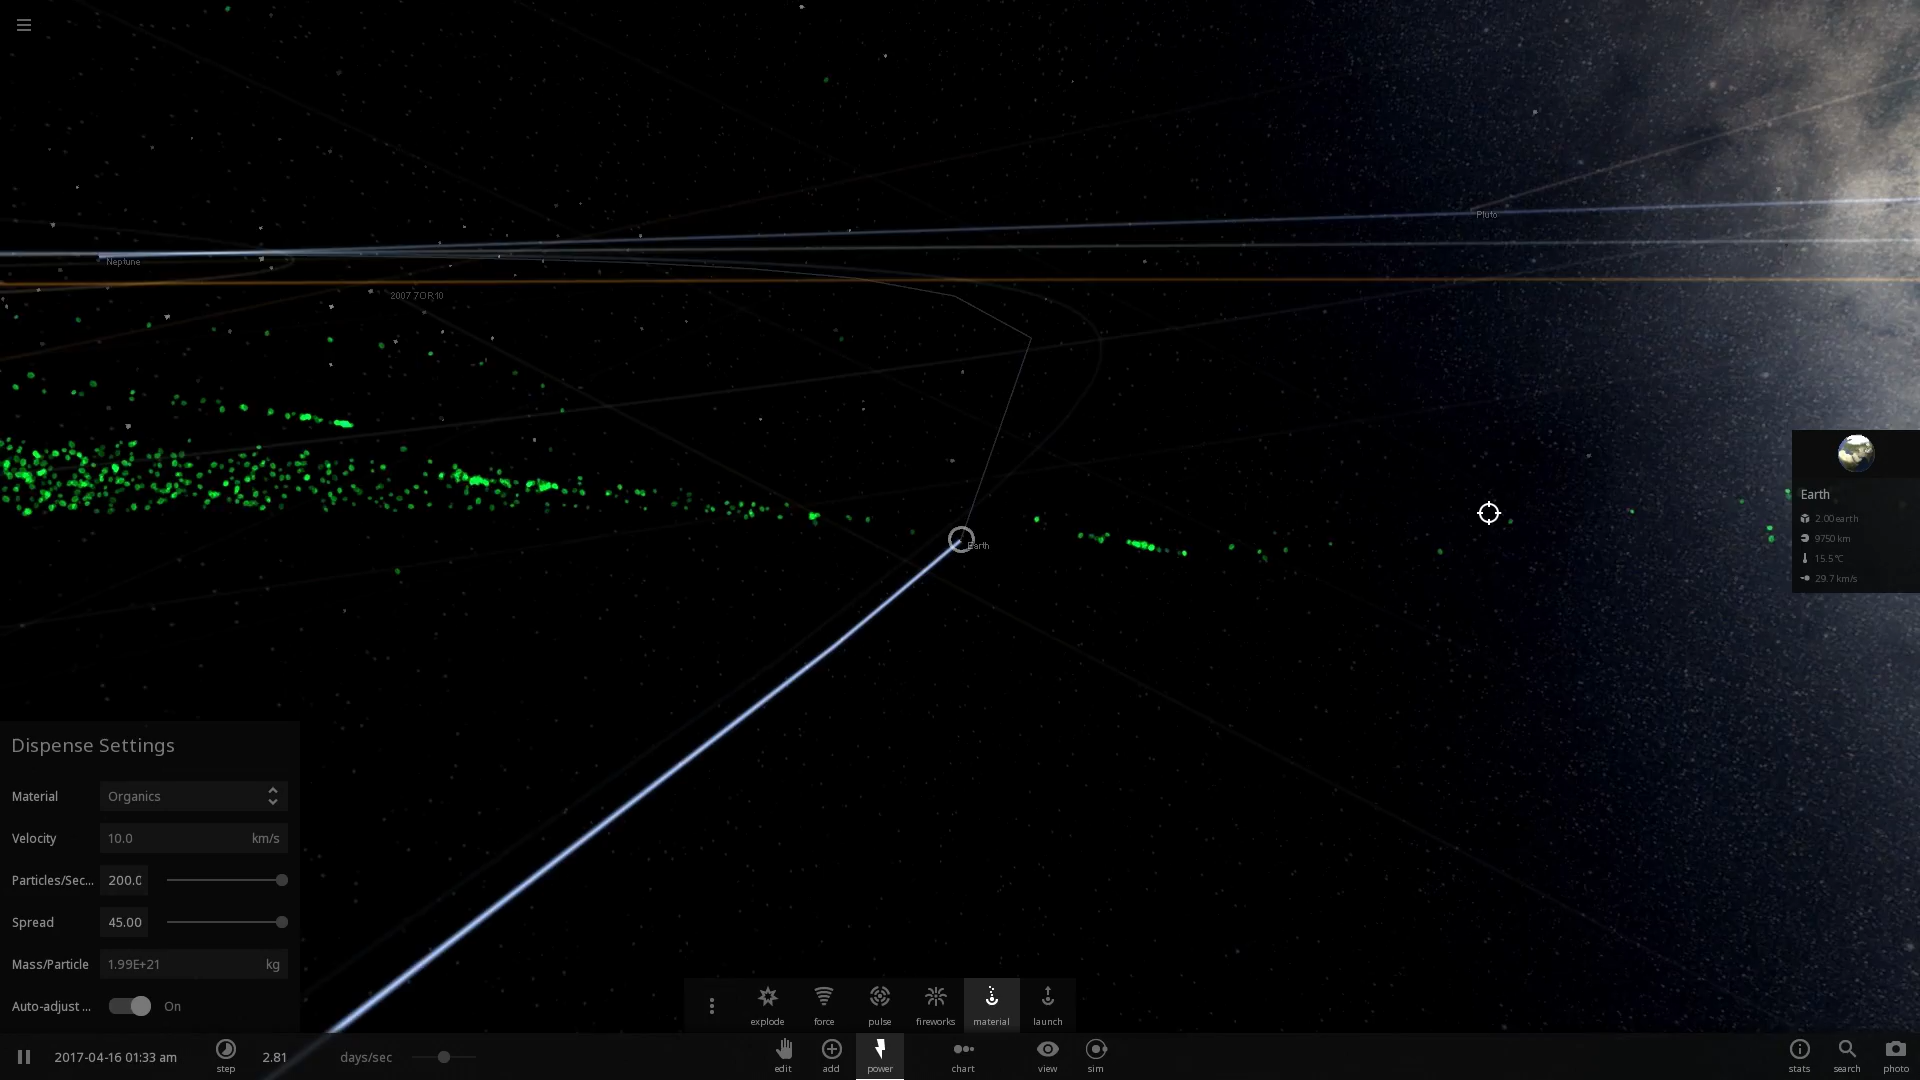 Pluto
Neptune
2007 7OR10
Earth
Earth
2.00 earth
9750 km
15.5 °C
29.7 km/s
Dispense Settings
Material Organics
Velocity 10.0 km/s
Particles/Sec... 200.0
Spread 45.00
Mass/Particle 1.99E+21 kg
Auto-adjust ... On
explode force pulse fireworks material launch
2017-04-16 01:33 am step 2.81 days/sec edit add power chart view sim stats search photo